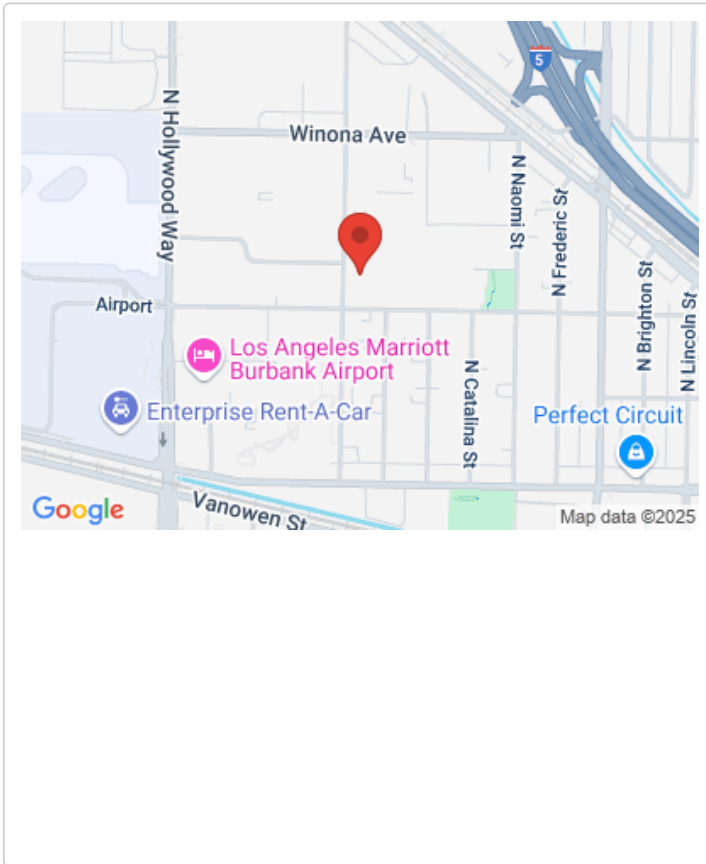 5
N Hollywood Way
Winona Ave
N Naomi St
N Frederic St
N Brighton St
N Lincoln St
Airport
Los Angeles Marriott
Burbank Airport
N Catalina St
Enterprise Rent-A-Car
Perfect Circuit
Vanowen St
Google
Map data ©2025